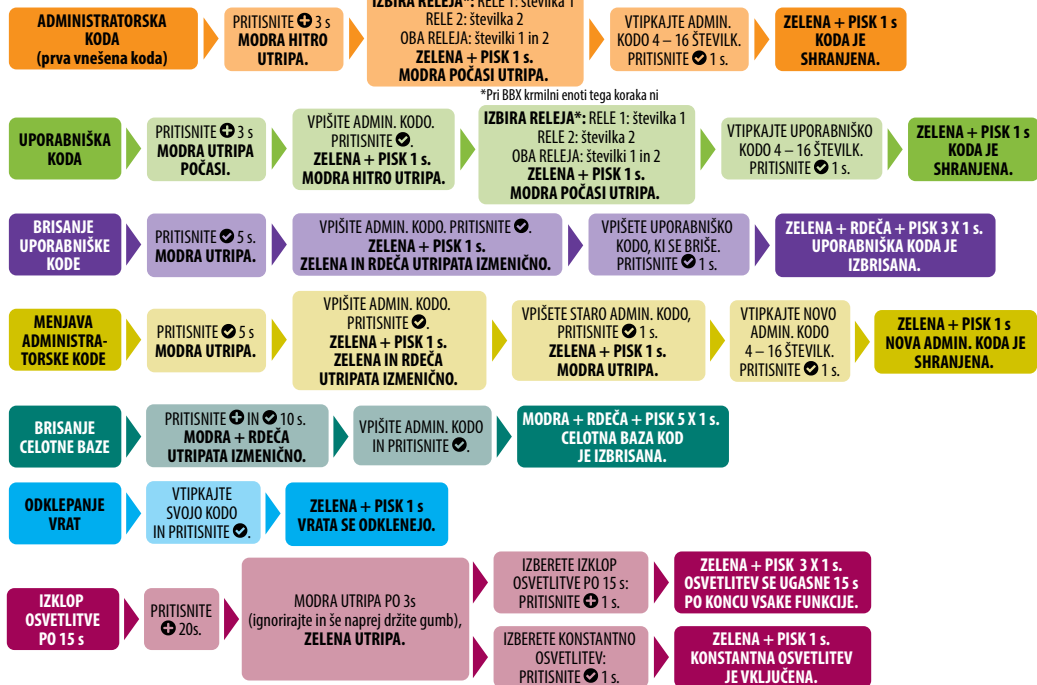 ADMINISTRATORSKA
KODA
(prva vnešena koda)
PRITISNITE ➕ 3 s
MODRA HITRO
UTRIPA.
IZBIRA RELEJA*: RELE 1: številka 1
RELE 2: številka 2
OBA RELEJA: številki 1 in 2
ZELENA + PISK 1 s.
MODRA POČASI UTRIPA.
VTIPKAJTE ADMIN.
KODO 4 – 16 ŠTEVILK.
PRITISNITE ✔ 1 s.
ZELENA + PISK 1 s
KODA JE
SHRANJENA.
*Pri BBX krmilni enoti tega koraka ni
UPORABNIŠKA
KODA
PRITISNITE ➕ 3 s
MODRA UTRIPA
POČASI.
VPIŠITE ADMIN. KODO.
PRITISNITE ✔.
ZELENA + PISK 1 s.
MODRA HITRO UTRIPA.
IZBIRA RELEJA*: RELE 1: številka 1
RELE 2: številka 2
OBA RELEJA: številki 1 in 2
ZELENA + PISK 1 s.
MODRA POČASI UTRIPA.
VTIPKAJTE UPORABNIŠKO
KODO 4 – 16 ŠTEVILK.
PRITISNITE ✔ 1 s.
ZELENA + PISK 1 s
KODA JE
SHRANJENA.
BRISANJE
UPORABNIŠKE
KODE
PRITISNITE ✔ 5 s.
MODRA UTRIPA.
VPIŠITE ADMIN. KODO. PRITISNITE ✔.
ZELENA + PISK 1 s.
ZELENA IN RDEČA UTRIPATA IZMENIČNO.
VPIŠETE UPORABNIŠKO
KODO, KI SE BRIŠE.
PRITISNITE ✔ 1 s.
ZELENA + RDEČA + PISK 3 X 1 s.
UPORABNIŠKA KODA JE
IZBRISANA.
MENJAVA
ADMINISTRA-
TORSKE KODE
PRITISNITE ✔ 5 s
MODRA UTRIPA.
VPIŠITE ADMIN. KODO.
PRITISNITE ✔.
ZELENA + PISK 1 s.
ZELENA IN RDEČA
UTRIPATA IZMENIČNO.
VPIŠETE STARO ADMIN. KODO,
PRITISNITE ✔ 1 s.
ZELENA + PISK 1 s.
MODRA UTRIPA.
VTIPKAJTE NOVO
ADMIN. KODO
4 – 16 ŠTEVILK.
PRITISNITE ✔ 1 s.
ZELENA + PISK 1 s
NOVA ADMIN. KODA JE
SHRANJENA.
BRISANJE
CELOTNE BAZE
PRITISNITE ➕ IN ✔ 10 s.
MODRA + RDEČA
UTRIPATA IZMENIČNO.
VPIŠITE ADMIN. KODO
IN PRITISNITE ✔.
MODRA + RDEČA + PISK 5 X 1 s.
CELOTNA BAZA KOD
JE IZBRISANA.
ODKLEPANJE
VRAT
VTIPKAJTE
SVOJO KODO
IN PRITISNITE ✔.
ZELENA + PISK 1 s
VRATA SE ODKLENEJO.
IZKLOP
OSVETLITVE
PO 15 s
PRITISNITE
➕ 20s.
MODRA UTRIPA PO 3s
(ignorirajte in še naprej držite gumb),
ZELENA UTRIPA.
IZBERETE IZKLOP
OSVETLITVE PO 15 s:
PRITISNITE ➕ 1 s.
ZELENA + PISK 3 X 1 s.
OSVETLITEV SE UGASNE 15 s
PO KONCU VSAKE FUNKCIJE.
IZBERETE KONSTANTNO
OSVETLITEV:
PRITISNITE ✔ 1 s.
ZELENA + PISK 1 s.
KONSTANTNA OSVETLITEV
JE VKLJUČENA.